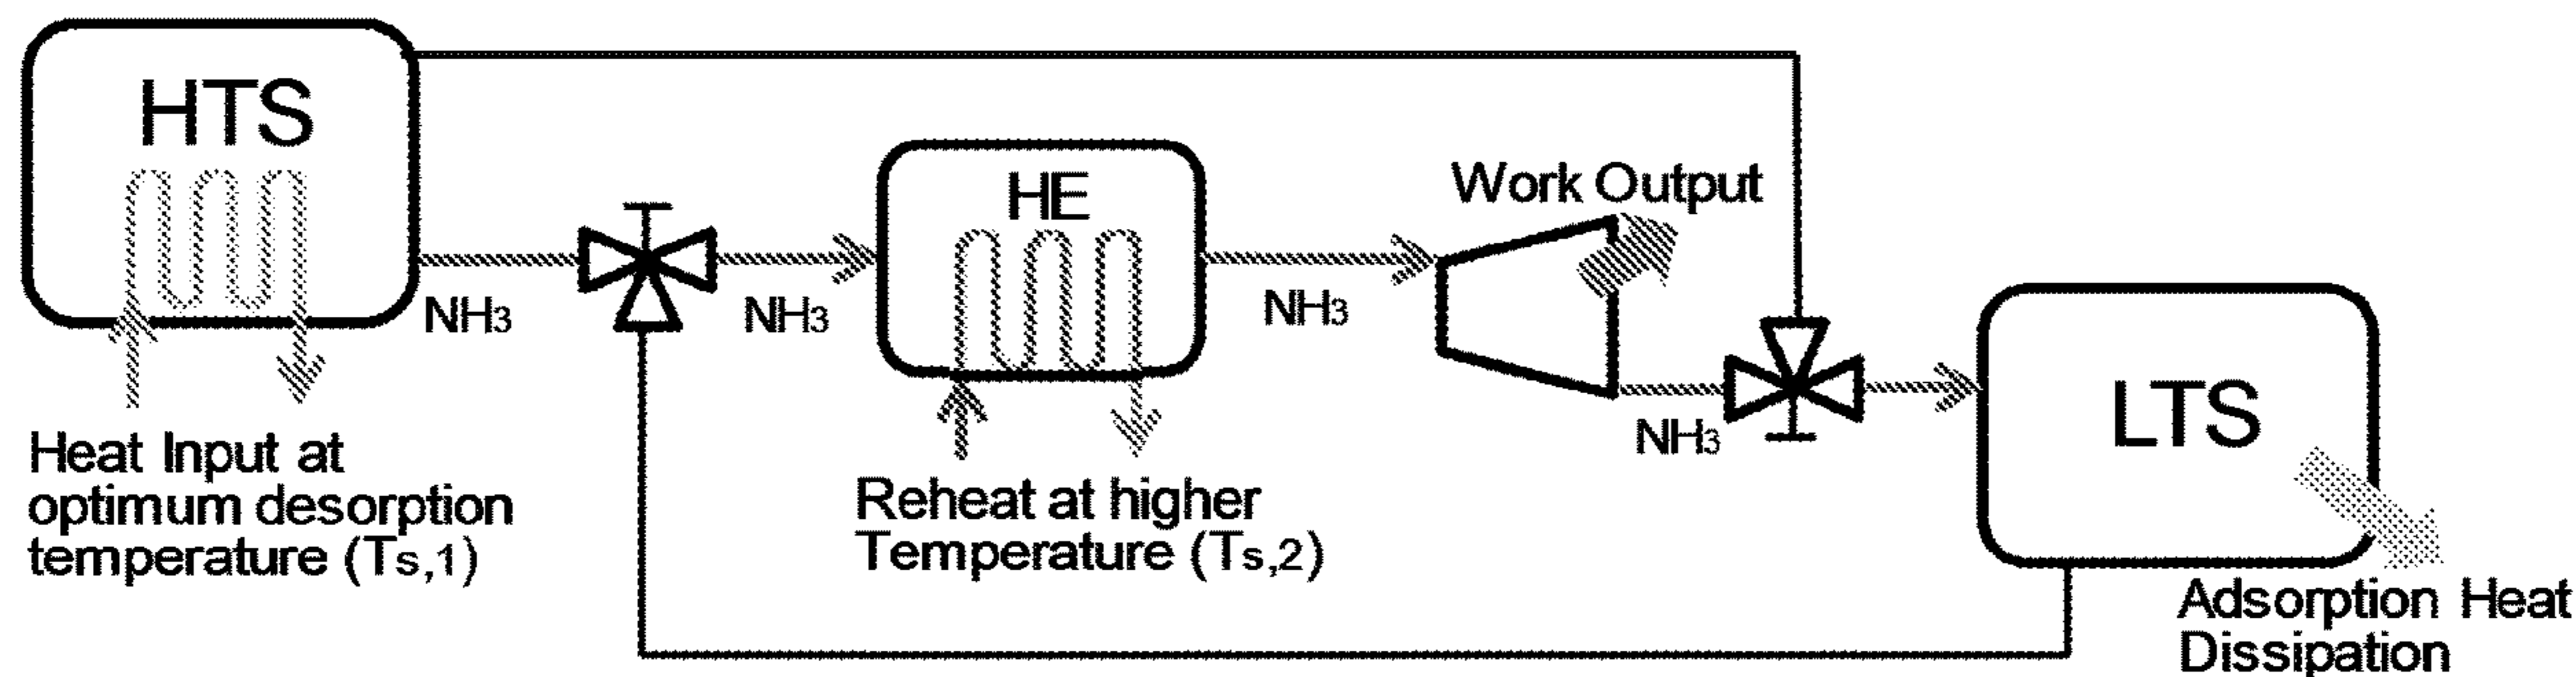 HTS
NH3
Heat Input at
optimum desorption
temperature (Ts,1)
NH3
HE
Reheat at higher
Temperature (Ts,2)
NH3
Work Output
NH3
LTS
Adsorption Heat
Dissipation